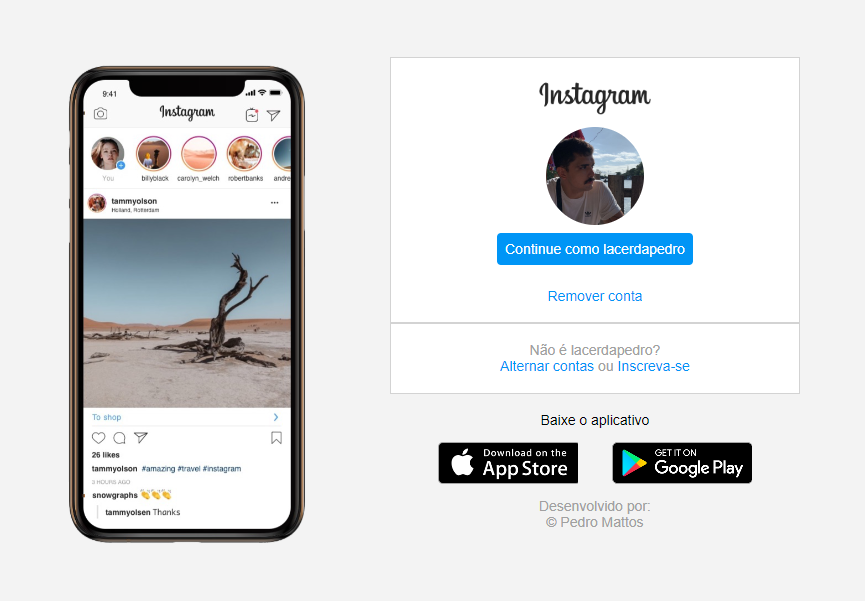 9:41
Instagram
You
billyblack
carolyn_welch
robertbanks
andre
tammyolson
Holland, Rotterdam
To shop
26 likes
tammyolson #amazing #travel #instagram
2 HOURS AGO
snowgraphs 👏👏👏
tammyolsen Thanks
Instagram
Continue como lacerdapedro
Remover conta
Não é lacerdapedro?
Alternar contas ou Inscreva-se
Baixe o aplicativo
Download on the
App Store
GET IT ON
Google Play
Desenvolvido por:
© Pedro Mattos